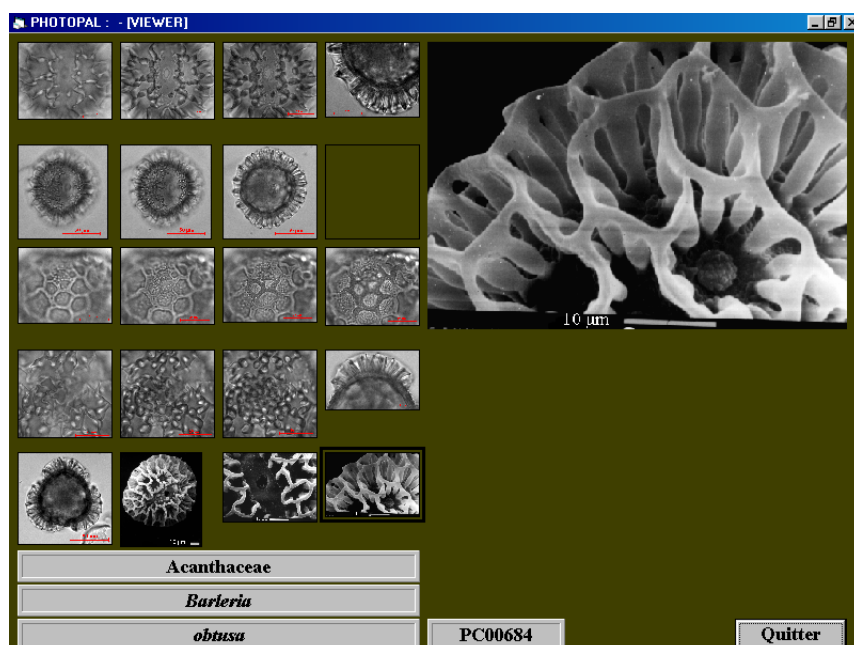 PHOTOPAL : - [VIEWER]
10 µm
Acanthaceae
Barleria
obtusa
PC00684
Quitter